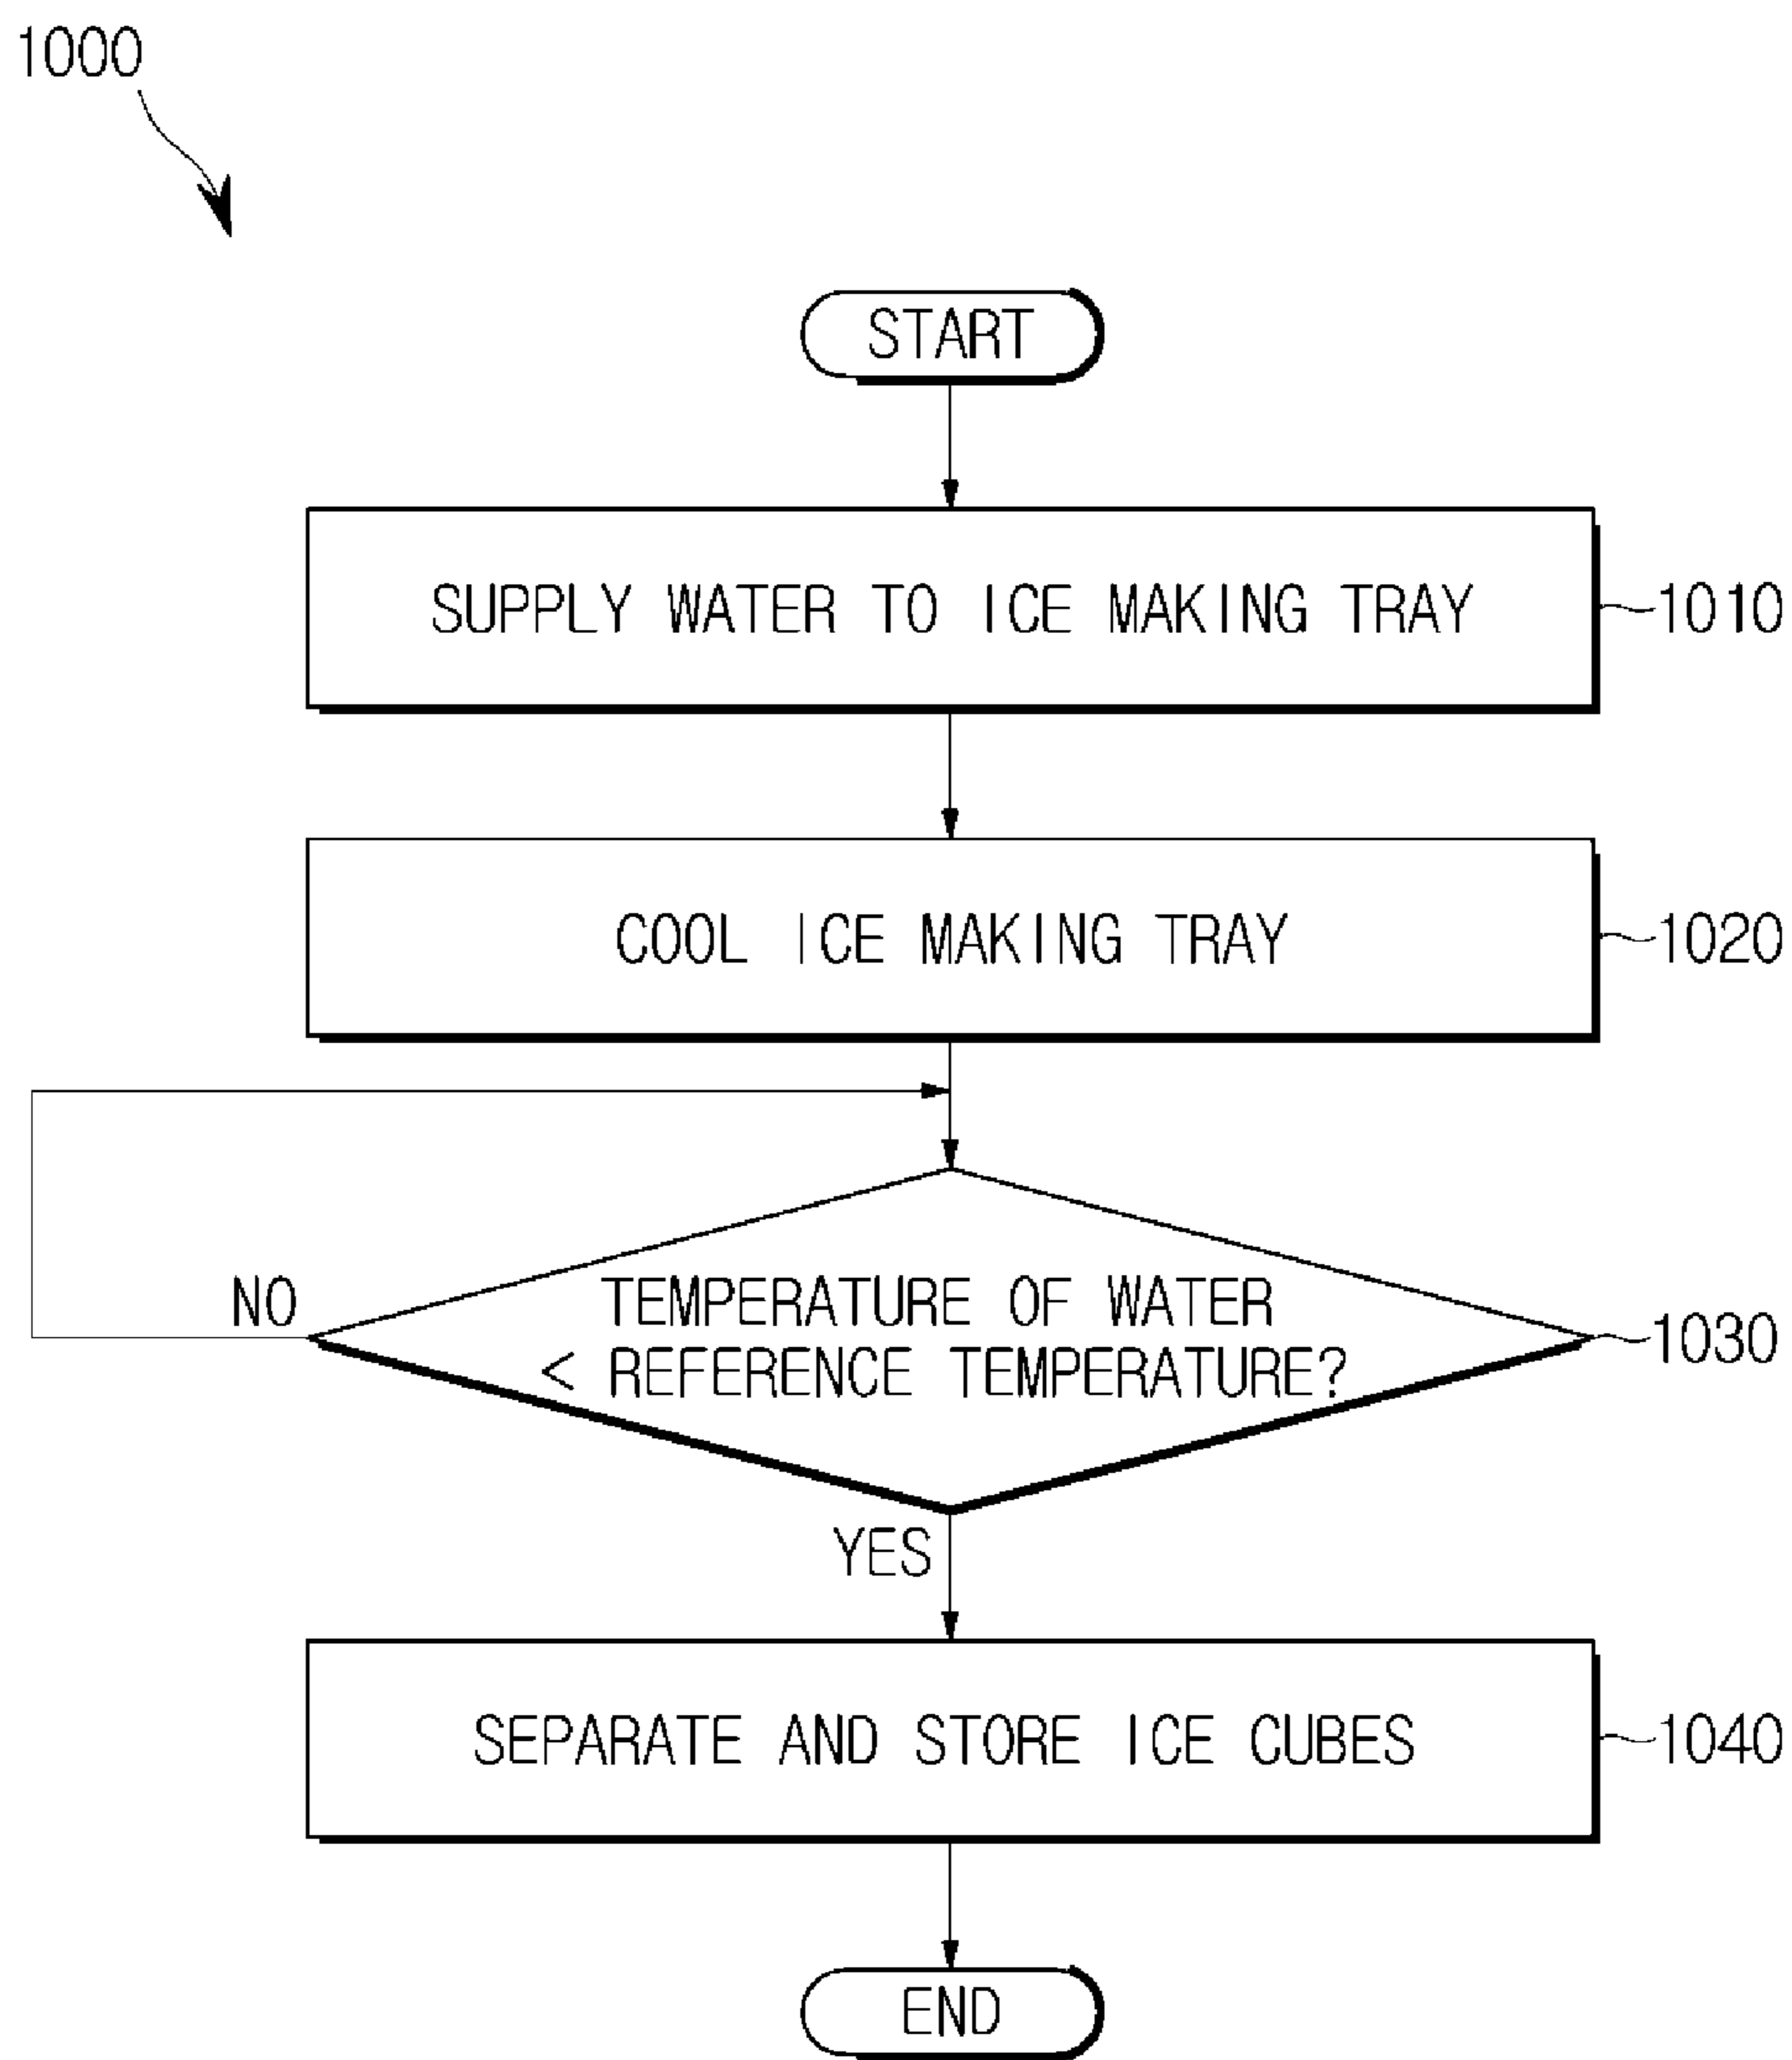 1000
START
SUPPLY WATER TO ICE MAKING TRAY
1010
COOL ICE MAKING TRAY
1020
NO
TEMPERATURE OF WATER
< REFERENCE TEMPERATURE?
1030
YES
SEPARATE AND STORE ICE CUBES
1040
END